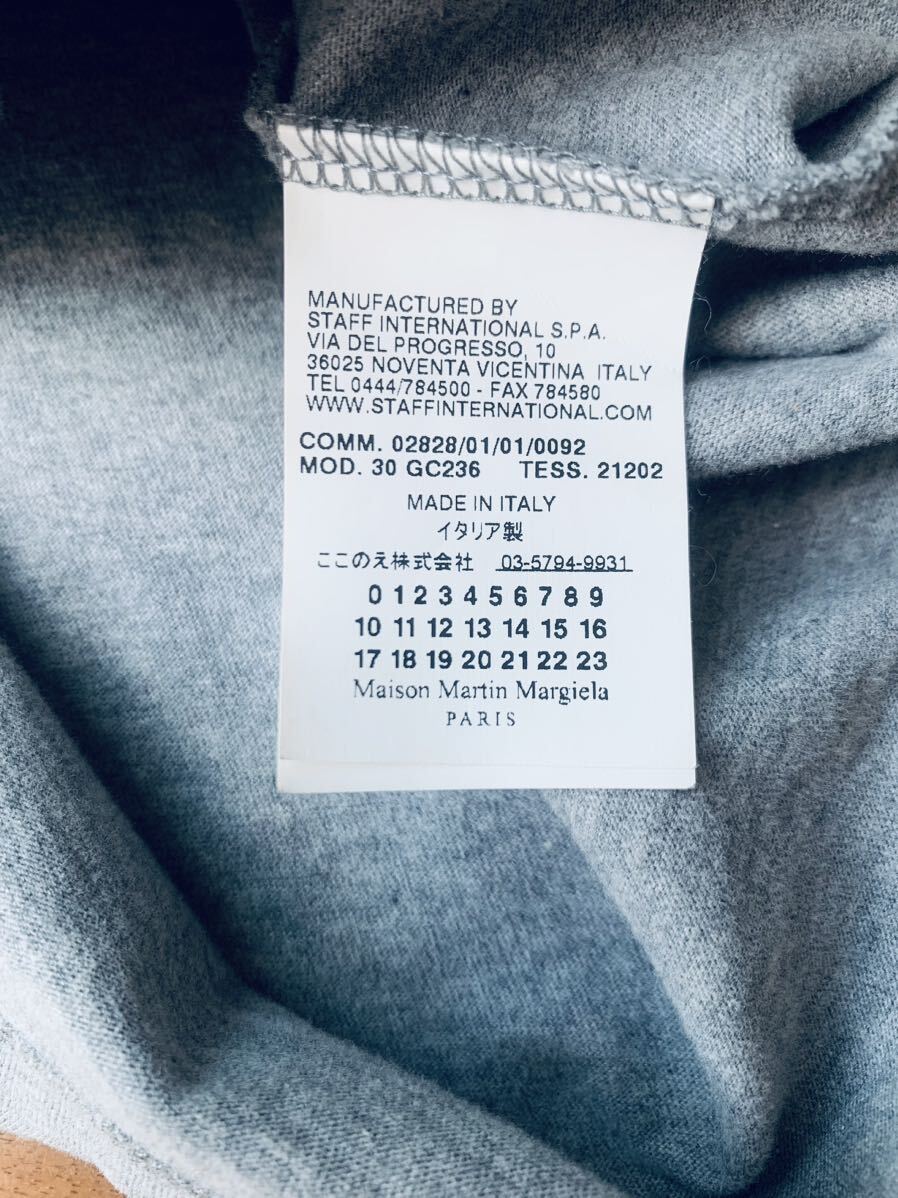 MANUFACTURED BY
STAFF INTERNATIONAL S.P.A.
VIA DEL PROGRESSO, 10
36025 NOVENTA VICENTINA ITALY
TEL 0444/784500 - FAX 784580
WWW.STAFFINTERNATIONAL.COM
COMM. 02828/01/01/0092
MOD. 30 GC236 TESS. 21202
MADE IN ITALY
イタリア製
ここのえ株式会社 03-5794-9931
0 1 2 3 4 5 6 7 8 9
10 11 12 13 14 15 16
17 18 19 20 21 22 23
Maison Martin Margiela
PARIS